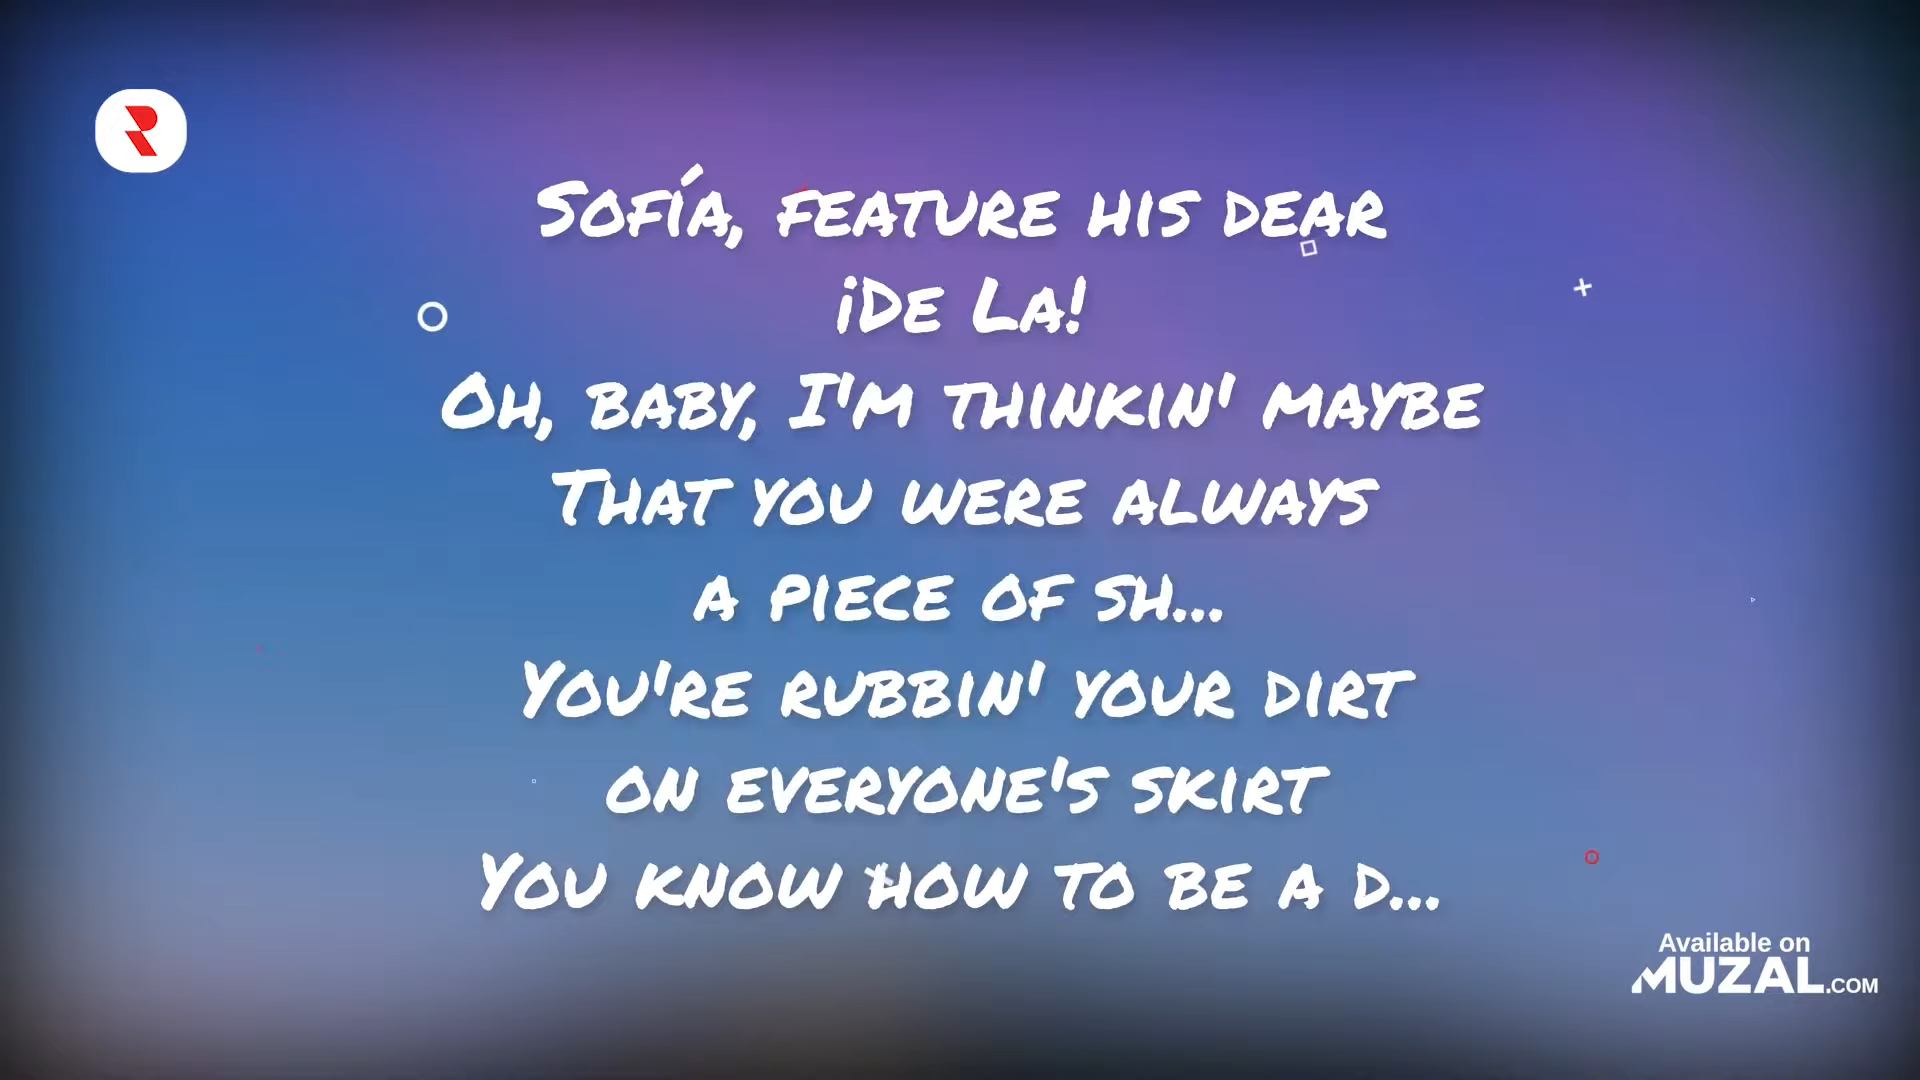 Sofía, feature his dear
¡De La!
Oh, baby, I'm thinkin' maybe
That you were always
a piece of sh...
You're rubbin' your dirt
on everyone's skirt
You know how to be a d...
Available on
MUZAL.COM